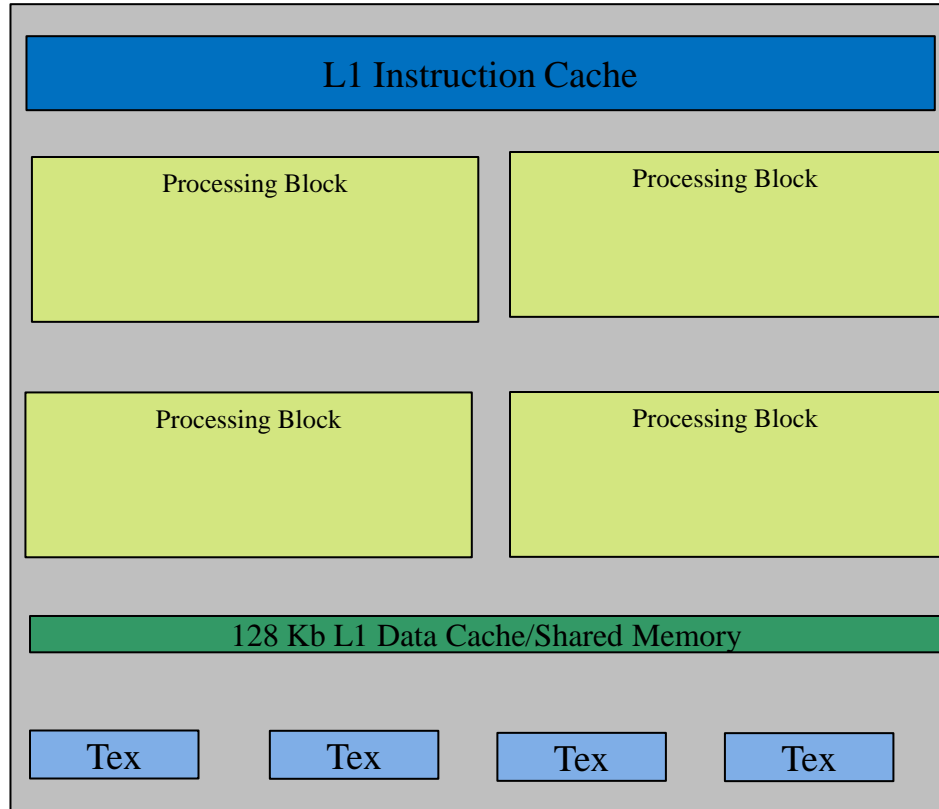 L1 Instruction Cache
Processing Block
Processing Block
Processing Block
Processing Block
128 Kb L1 Data Cache/Shared Memory
Tex
Tex
Tex
Tex